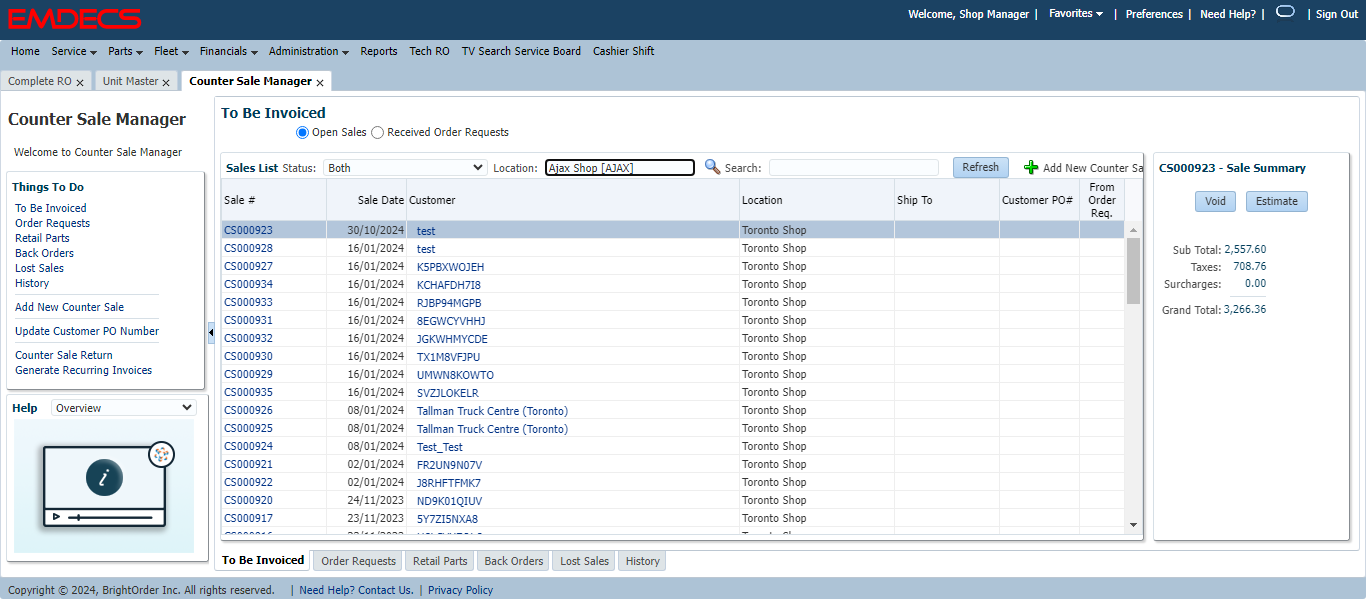 EMDECS
Welcome, Shop Manager | Favorites | Preferences | Need Help? | | Sign Out
Home Service Parts Fleet Financials Administration Reports Tech RO TV Search Service Board Cashier Shift
Complete RO Unit Master Counter Sale Manager
Counter Sale Manager
Welcome to Counter Sale Manager
Things To Do
To Be Invoiced
Order Requests
Retail Parts
Back Orders
Lost Sales
History
Add New Counter Sale
Update Customer PO Number
Counter Sale Return
Generate Recurring Invoices
Help Overview
i
To Be Invoiced
Open Sales Received Order Requests
Sales List Status: Both Location: Ajax Shop [AJAX] Search: Refresh Add New Counter Sa
Sale # Sale Date Customer Location Ship To Customer PO# From Order Req.
CS000923 30/10/2024 test Toronto Shop
CS000928 16/01/2024 test Toronto Shop
CS000927 16/01/2024 K5PBXWOJEH Toronto Shop
CS000934 16/01/2024 KCHAFDH7I8 Toronto Shop
CS000933 16/01/2024 RJBP94MGPB Toronto Shop
CS000931 16/01/2024 8EGWCYVHHJ Toronto Shop
CS000932 16/01/2024 JGKWHMYCDE Toronto Shop
CS000930 16/01/2024 TX1M8VFJPU Toronto Shop
CS000929 16/01/2024 UMWN8KOWTO Toronto Shop
CS000935 16/01/2024 SVZJLOKELR Toronto Shop
CS000926 08/01/2024 Tallman Truck Centre (Toronto) Toronto Shop
CS000925 08/01/2024 Tallman Truck Centre (Toronto) Toronto Shop
CS000924 08/01/2024 Test_Test Toronto Shop
CS000921 02/01/2024 FR2UN9N07V Toronto Shop
CS000922 02/01/2024 J8RHFTFMK7 Toronto Shop
CS000920 24/11/2023 ND9K01QIUV Toronto Shop
CS000917 23/11/2023 5Y7ZI5NXA8 Toronto Shop
CS000923 - Sale Summary
Void Estimate
Sub Total: 2,557.60
Taxes: 708.76
Surcharges: 0.00
Grand Total: 3,266.36
To Be Invoiced Order Requests Retail Parts Back Orders Lost Sales History
Copyright © 2024, BrightOrder Inc. All rights reserved. | Need Help? Contact Us. | Privacy Policy